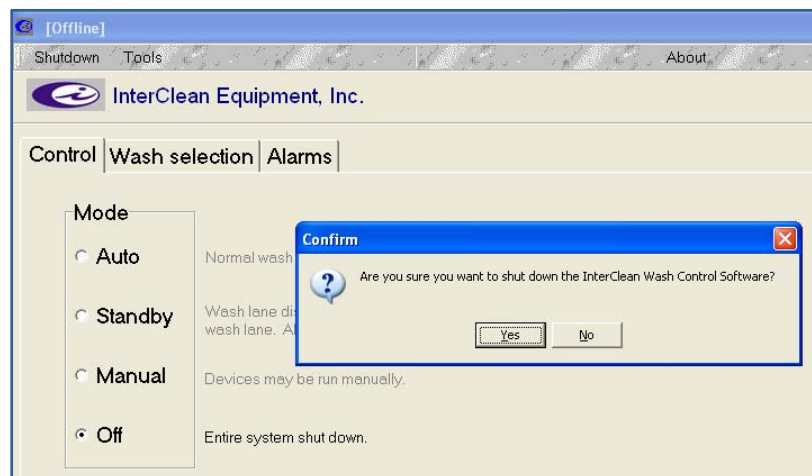 [Offline]
Shutdown Tools About
InterClean Equipment, Inc.
Control Wash selection Alarms
Mode
Auto
Normal wash
Standby
Wash lane
wash lane.
Manual
Devices may be run manually.
Off
Entire system shut down.
Confirm
Are you sure you want to shut down the InterClean Wash Control Software?
Yes No